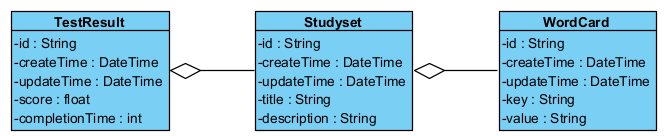 TestResult
-id : String
-createTime : DateTime
-updateTime : DateTime
-score : float
-completionTime : int
Studyset
-id : String
-createTime : DateTime
-updateTime : DateTime
-title : String
-description : String
WordCard
-id : String
-createTime : DateTime
-updateTime : DateTime
-key : String
-value : String